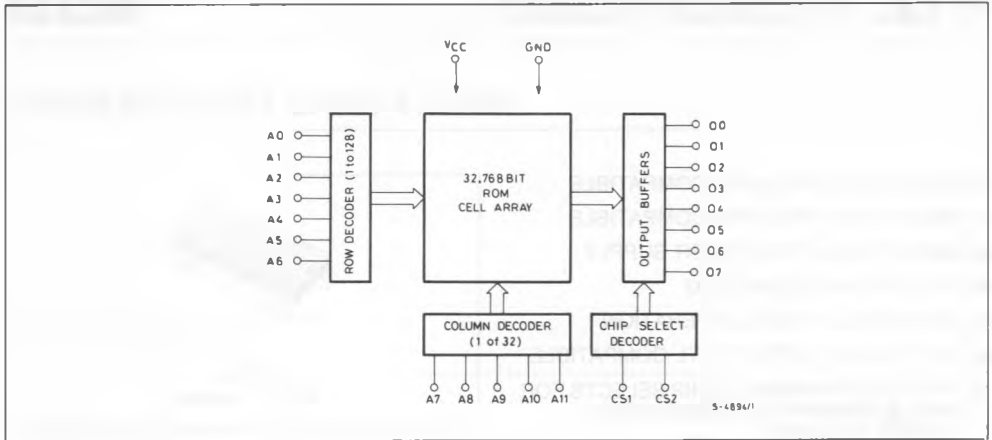 VCC
GND
A0
A1
A2
A3
A4
A5
A6
ROW DECODER (1 to 128)
32,768 BIT
ROM
CELL ARRAY
OUTPUT BUFFERS
O0
O1
O2
O3
O4
O5
O6
O7
COLUMN DECODER
(1 of 32)
CHIP SELECT
DECODER
A7
A8
A9
A10
A11
CS1
CS2
S-4894/1